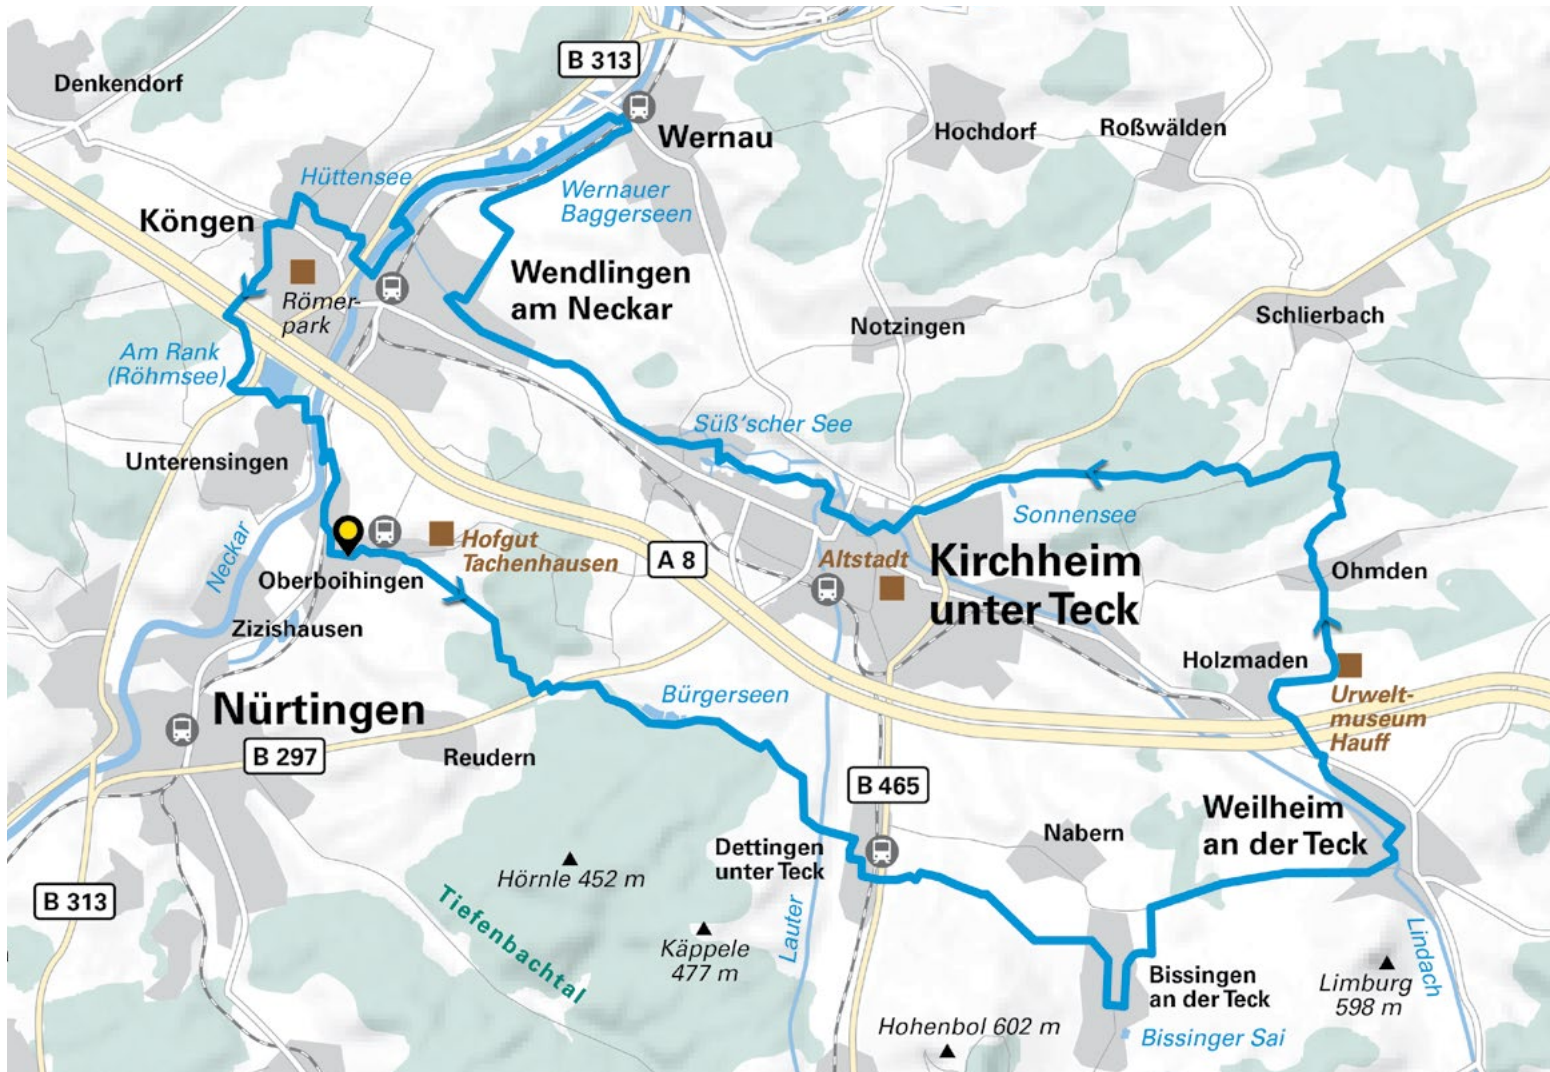 B 313
Denkendorf
Wernau
Hochdorf
Roßwälden
Hüttensee
Wernauer
Baggerseen
Köngen
Wendlingen
am Neckar
Römer-
park
Notzingen
Schlierbach
Am Rank
(Röhmsee)
Süß'scher See
Unterensingen
Sonnensee
Neckar
Hofgut
Tachenhausen
A 8
Altstadt
Kirchheim
unter Teck
Ohmden
Oberboihingen
Zizishausen
Holzmaden
Urwelt-
museum
Hauff
Bürgerseen
Nürtingen
B 297
Reudern
B 465
Weilheim
an der Teck
Nabern
Dettingen
unter Teck
Hörnle 452 m
B 313
Tiefenbachtal
Käppele
477 m
Lauter
Lindach
Bissingen
an der Teck
Limburg
598 m
Hohenbol 602 m
Bissinger Sai